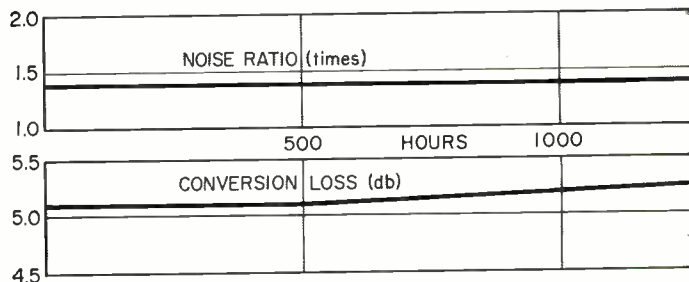 2.0
NOISE RATIO (times)
1.5
1.0
500 HOURS 1000
5.5
CONVERSION LOSS (db)
5.0
4.5